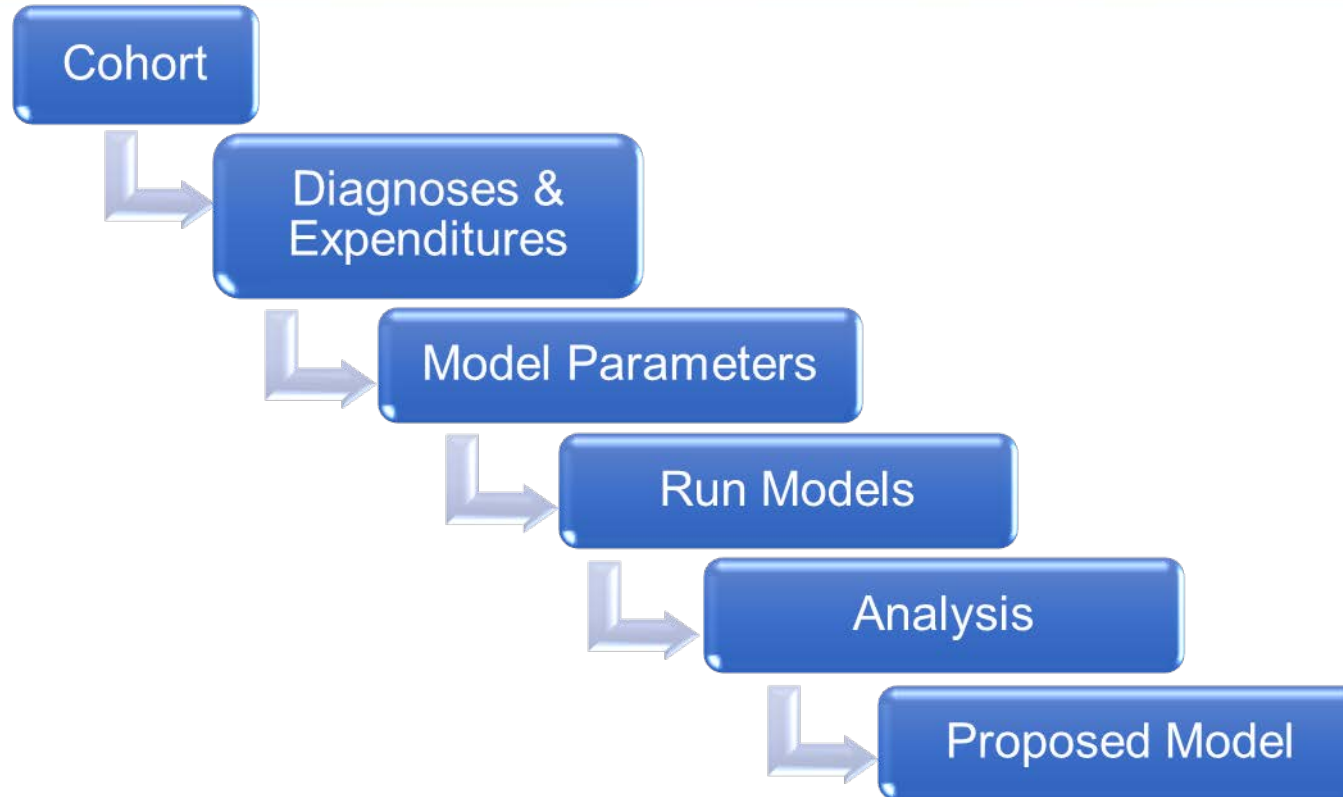 Cohort
Diagnoses &
Expenditures
Model Parameters
Run Models
Analysis
Proposed Model